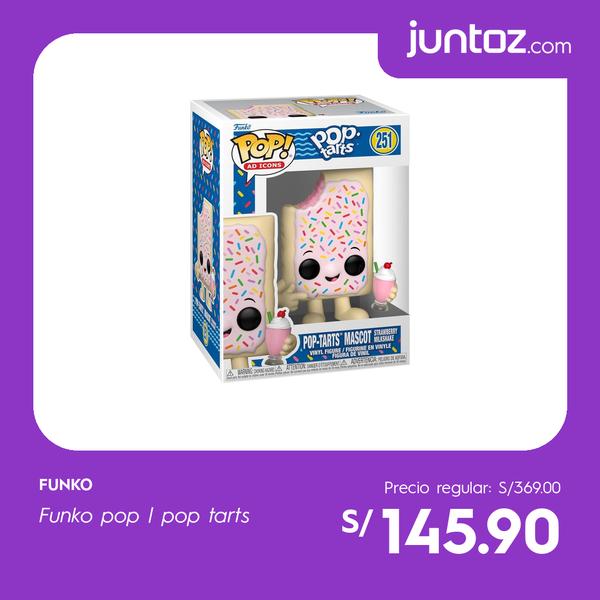 juntoz.com
Funko
POP!
AD ICONS
pop.
tarts
251
POP-TARTS™ MASCOT STRAWBERRY
MILKSHAKE
VINYL FIGURE / FIGURINE EN VINYLE
FIGURA DE VINIL
FUNKO
Funko pop | pop tarts
Precio regular: S/369.00
S/145.90